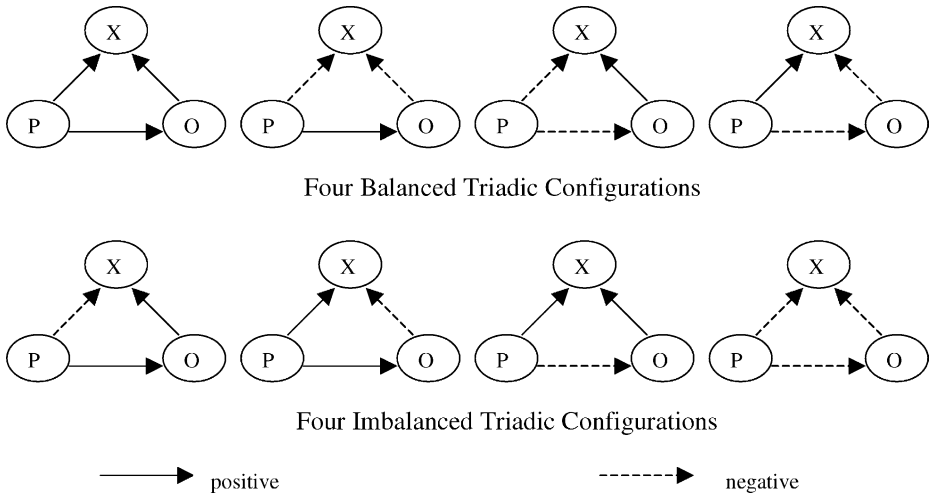 X X X X
P O P O P O P O
Four Balanced Triadic Configurations
X X X X
P O P O P O P O
Four Imbalanced Triadic Configurations
positive negative